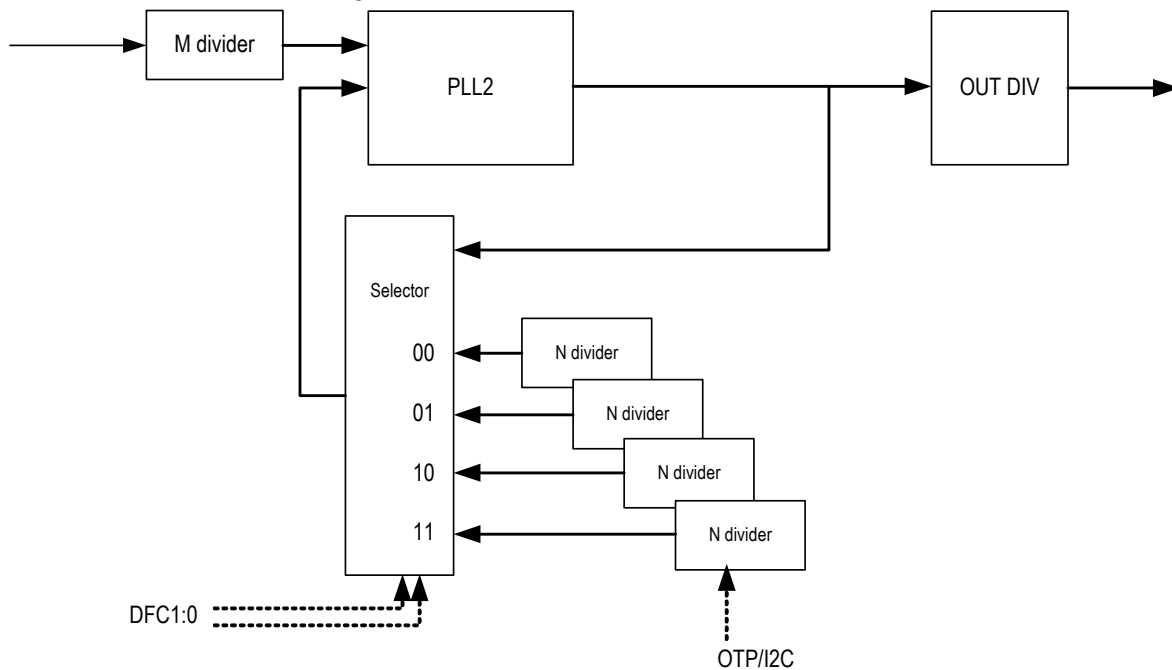 M divider
PLL2
OUT DIV
Selector
00
N divider
01
N divider
10
N divider
11
N divider
DFC1:0
OTP/I2C